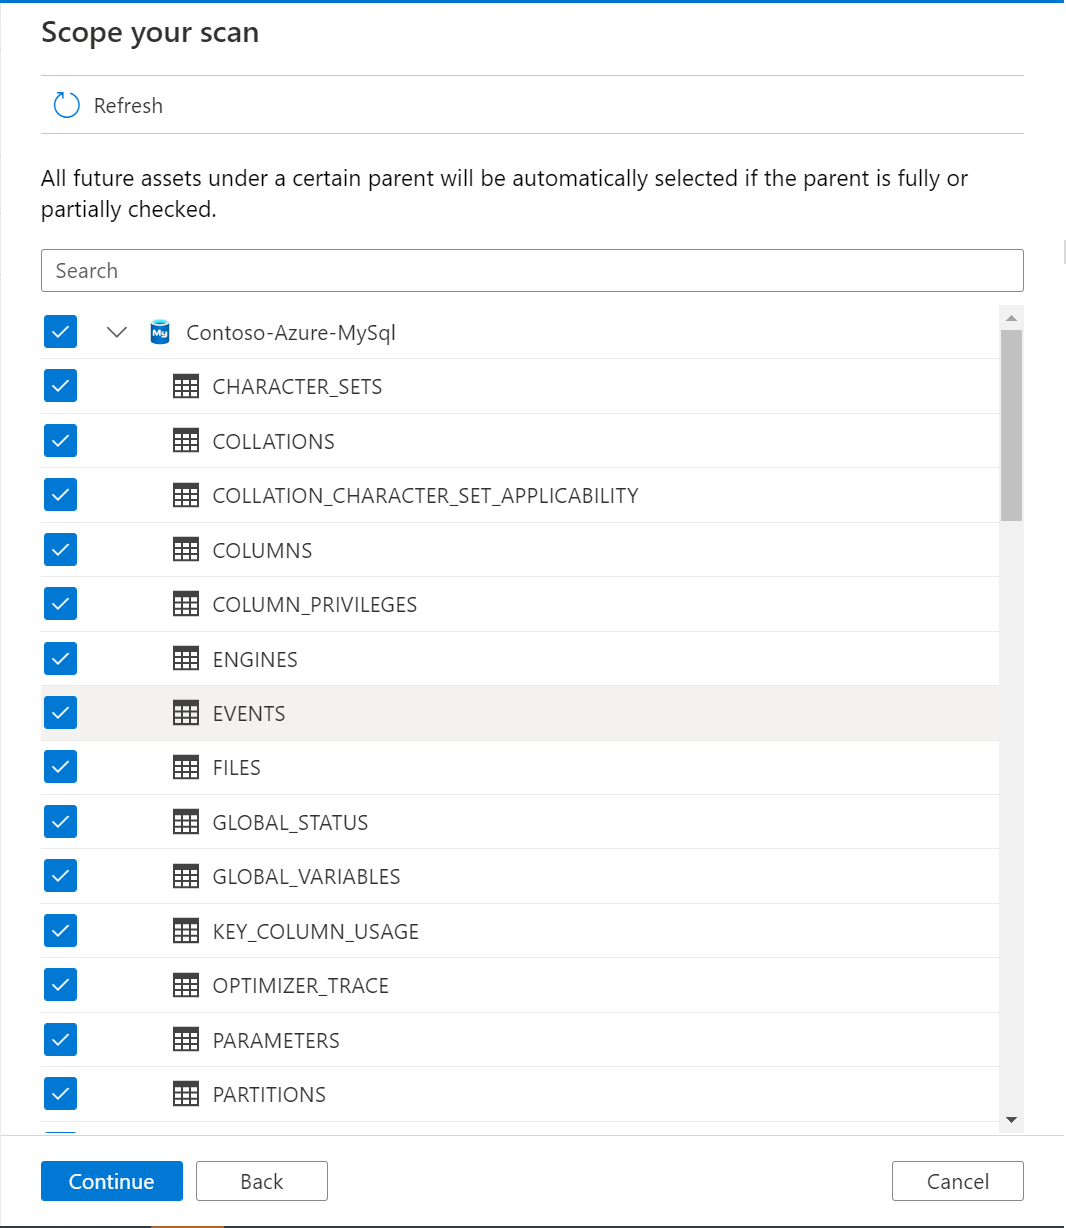 Scope your scan
Refresh
All future assets under a certain parent will be automatically selected if the parent is fully or
partially checked.
Search
My Contoso-Azure-MySql
CHARACTER_SETS
COLLATIONS
COLLATION_CHARACTER_SET_APPLICABILITY
COLUMNS
COLUMN_PRIVILEGES
ENGINES
EVENTS
FILES
GLOBAL_STATUS
GLOBAL_VARIABLES
KEY_COLUMN_USAGE
OPTIMIZER_TRACE
PARAMETERS
PARTITIONS
Continue Back Cancel